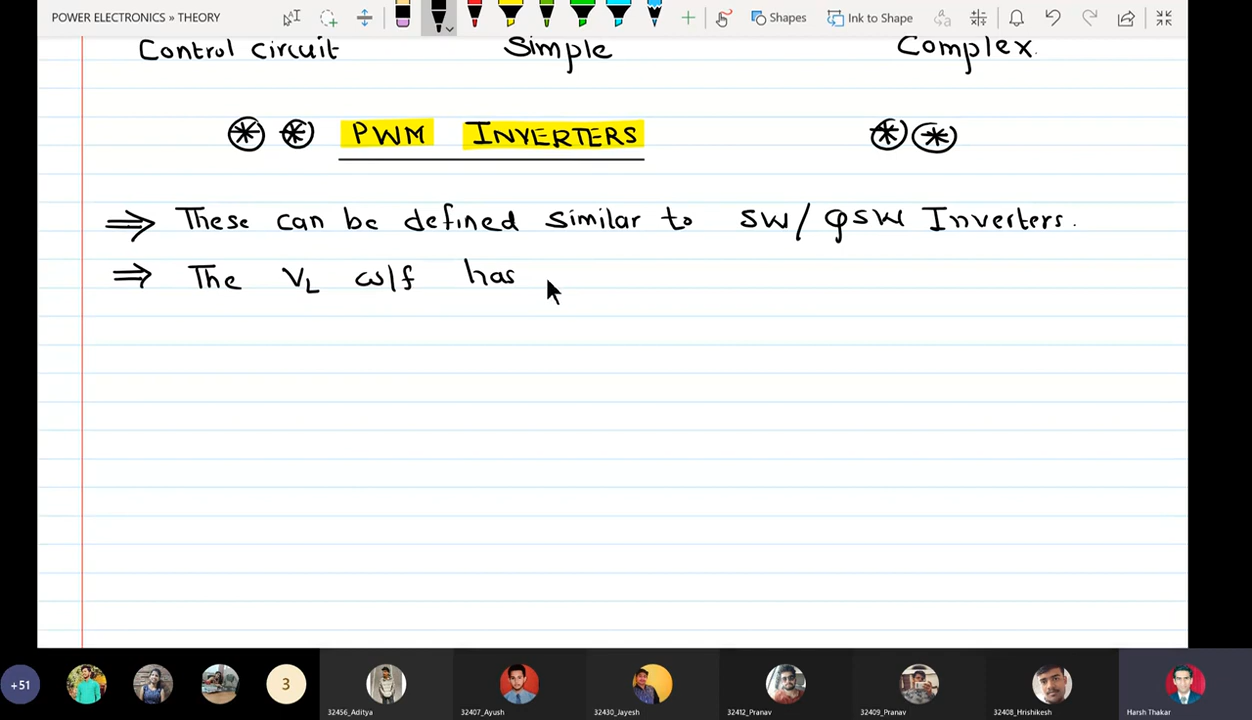 POWER ELECTRONICS » THEORY
Shapes
Ink to Shape
Control circuit Simple Complex.
PWM INVERTERS
⇒ These can be defined similar to SW/QSW Inverters.
⇒ The VL w/f has
+51
3
32456_Aditya
32407_Ayush
32430_Jayesh
32412_Pranav
32409_Pranav
32408_Hrishikesh
Harsh Thakar